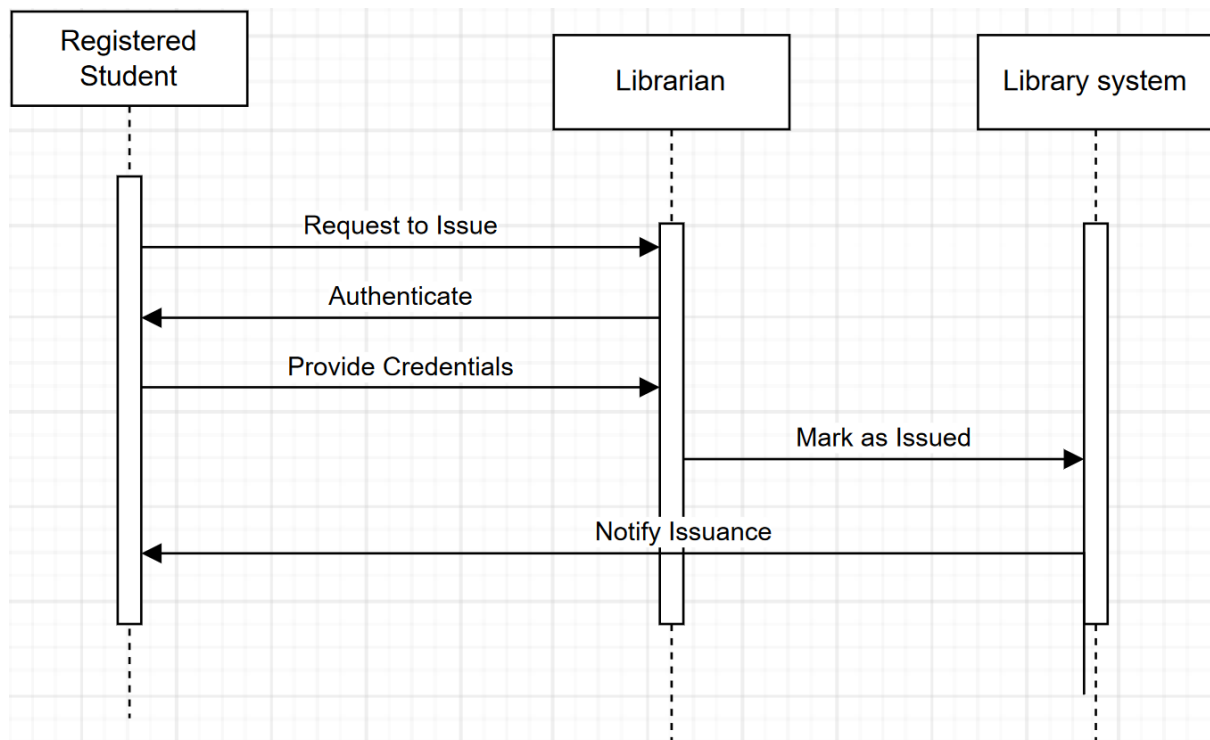 Registered
Student
Librarian
Library system
Request to Issue
Authenticate
Provide Credentials
Mark as Issued
Notify Issuance